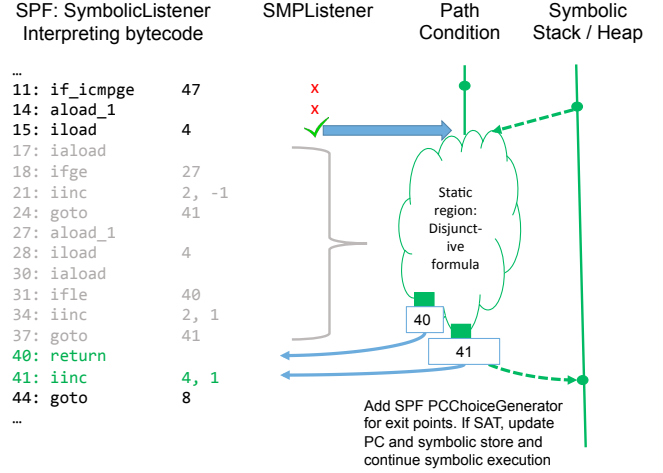 SPF: SymbolicListener
Interpreting bytecode
SMPListener
Path
Condition
Symbolic
Stack / Heap
…
11: if_icmpge 47 x
14: aload_1 x
15: iload 4
17: iaload
18: ifge 27
21: iinc 2, -1
24: goto 41
27: aload_1
28: iload 4
30: iaload
31: ifle 40
34: iinc 2, 1
37: goto 41
40: return
41: iinc 4, 1
44: goto 8
…
Static
region:
Disjunct-
ive
formula
40
41
Add SPF PCChoiceGenerator
for exit points. If SAT, update
PC and symbolic store and
continue symbolic execution